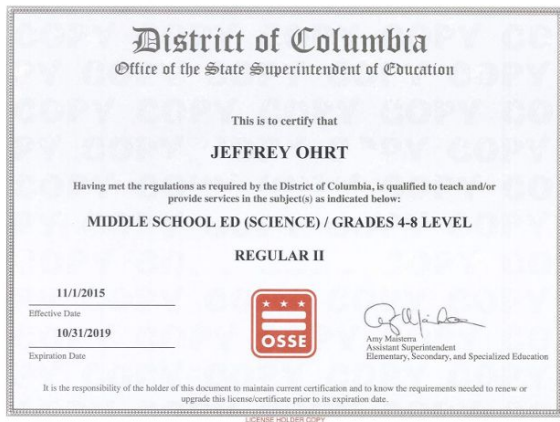 District of Columbia
Office of the State Superintendent of Education
This is to certify that
JEFFREY OHRT
Having met the regulations as required by the District of Columbia, is qualified to teach and/or
provide services in the subject(s) as indicated below:
MIDDLE SCHOOL ED (SCIENCE) / GRADES 4-8 LEVEL
REGULAR II
11/1/2015
Effective Date
10/31/2019
Expiration Date
OSSE
Amy Maisterra
Assistant Superintendent
Elementary, Secondary, and Specialized Education
It is the responsibility of the holder of this document to maintain current certification and to know the requirements needed to renew or
upgrade this license/certificate prior to its expiration date.
LICENSE HOLDER COPY